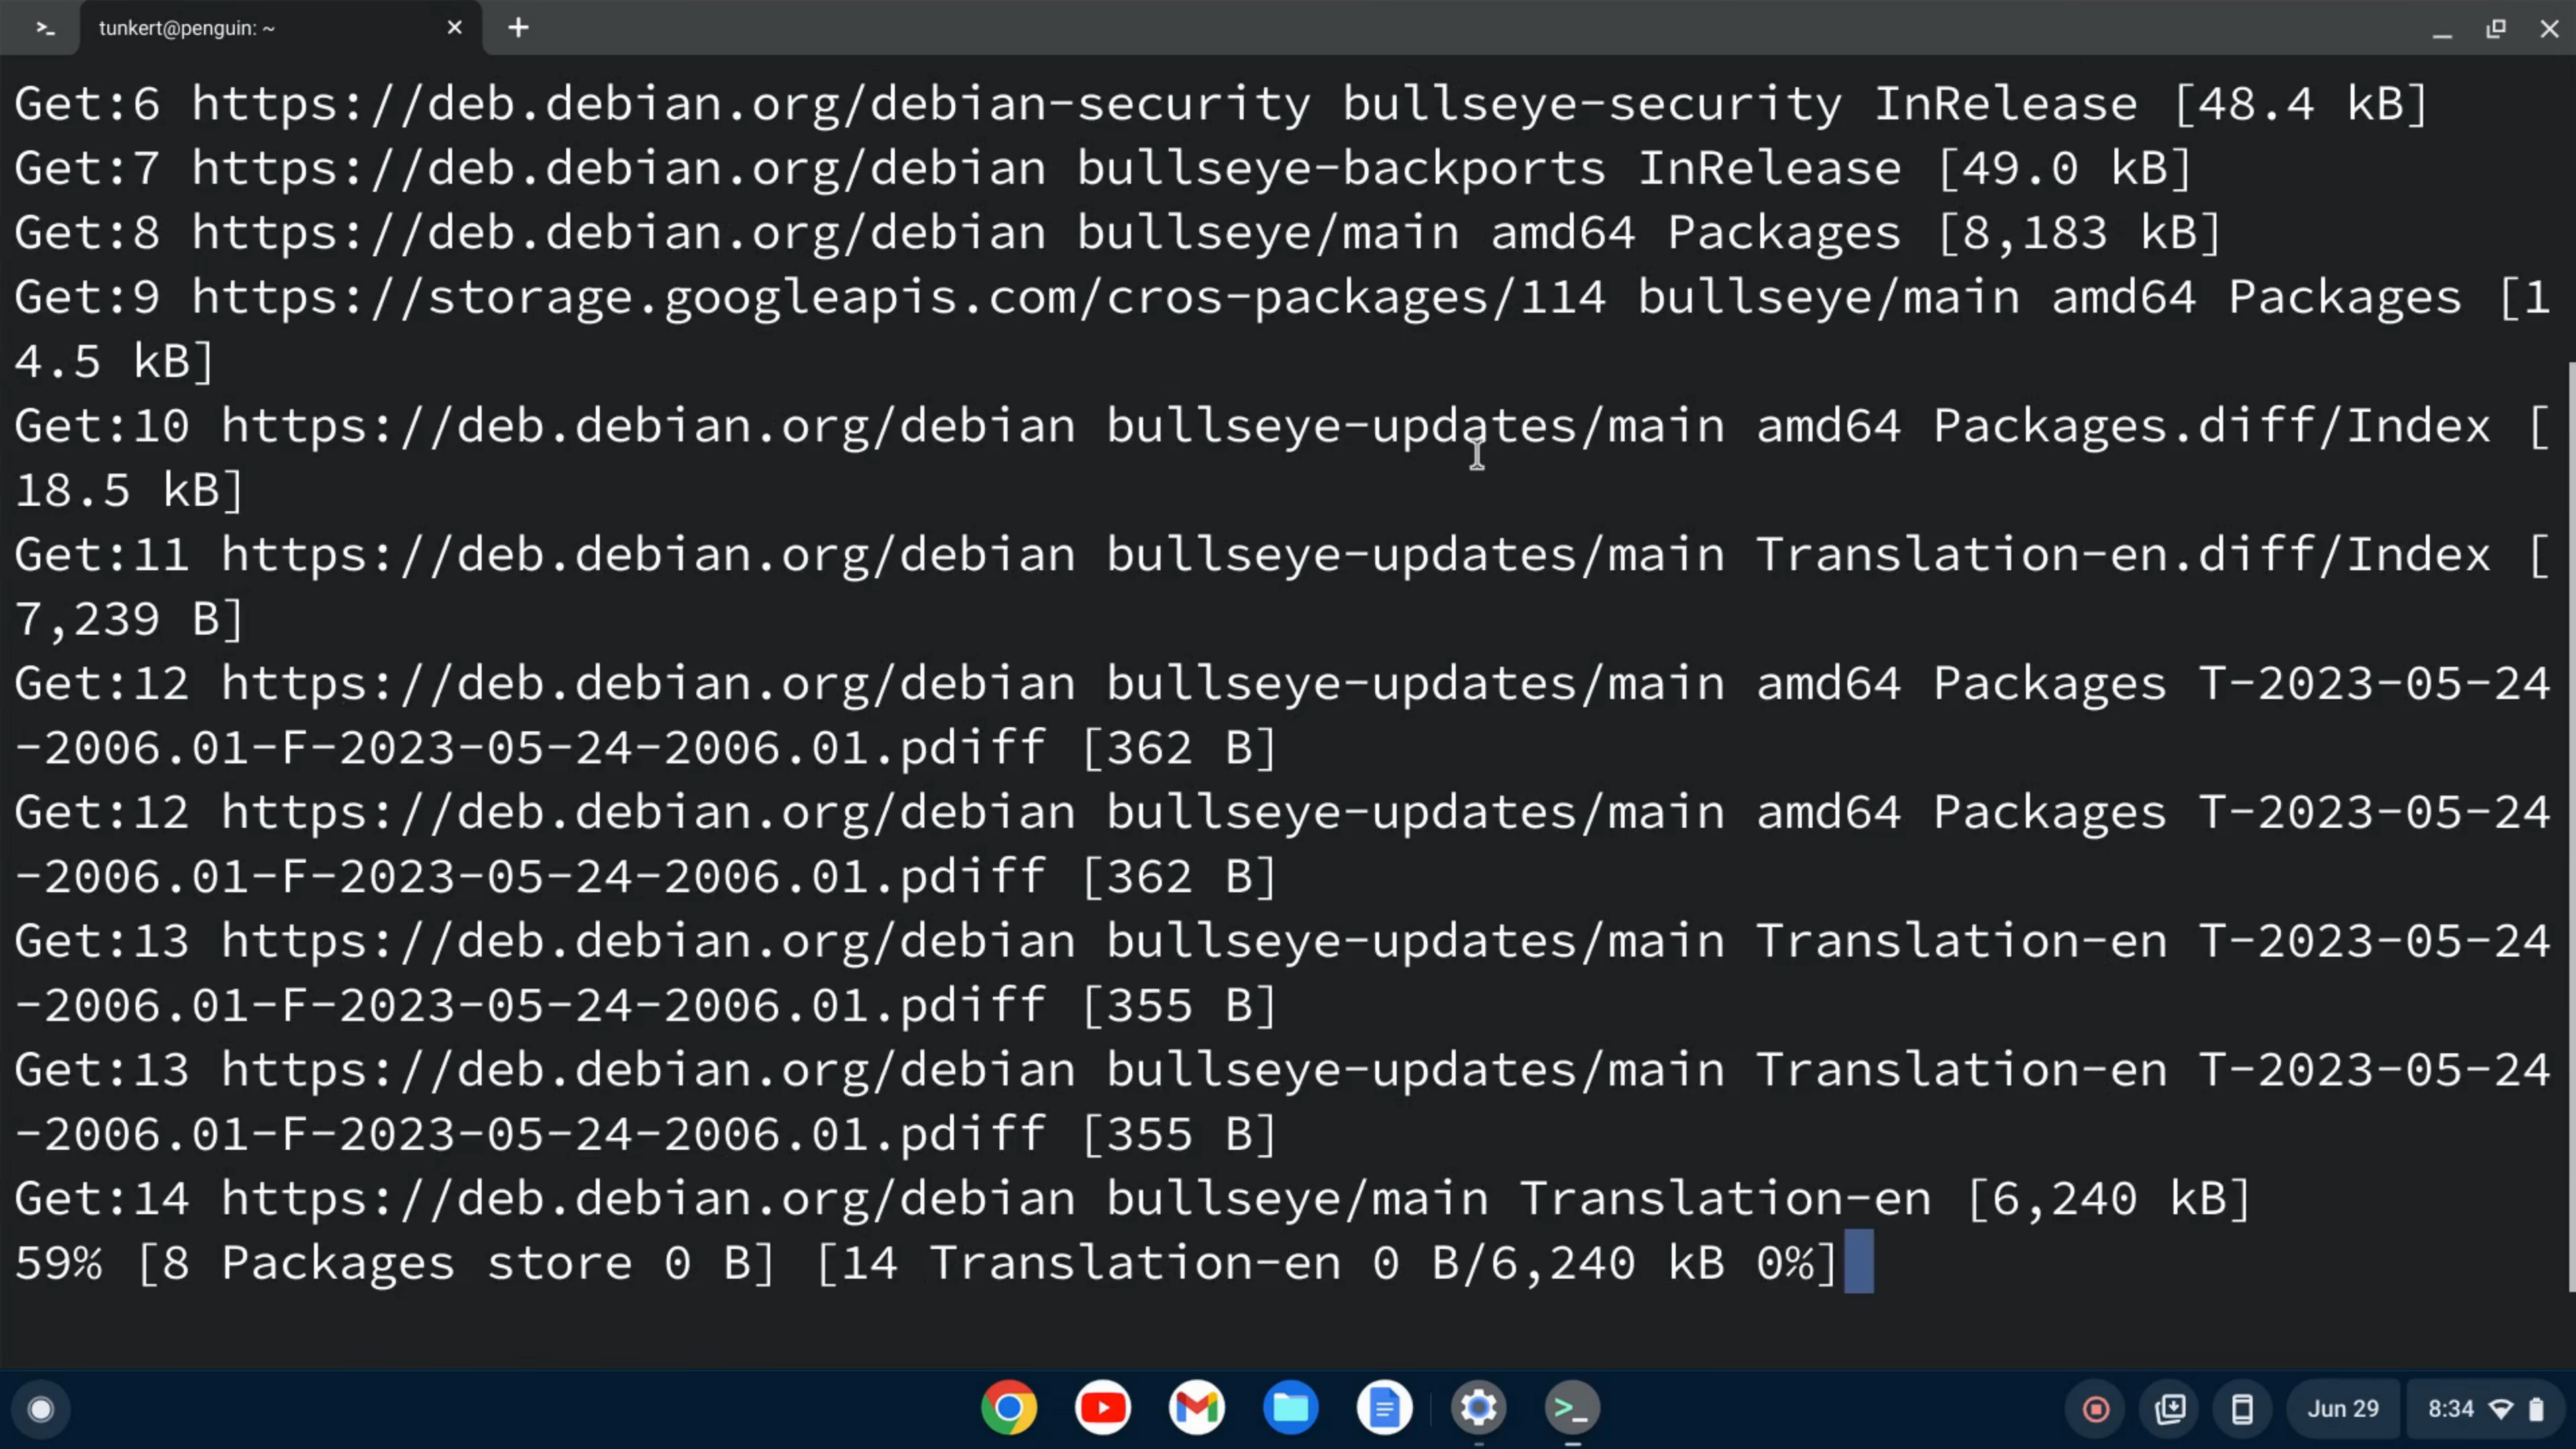 >_ tunkert@penguin: ~
Get:6 https://deb.debian.org/debian-security bullseye-security InRelease [48.4 kB]
Get:7 https://deb.debian.org/debian bullseye-backports InRelease [49.0 kB]
Get:8 https://deb.debian.org/debian bullseye/main amd64 Packages [8,183 kB]
Get:9 https://storage.googleapis.com/cros-packages/114 bullseye/main amd64 Packages [1
4.5 kB]
Get:10 https://deb.debian.org/debian bullseye-updates/main amd64 Packages.diff/Index [
18.5 kB]
Get:11 https://deb.debian.org/debian bullseye-updates/main Translation-en.diff/Index [
7,239 B]
Get:12 https://deb.debian.org/debian bullseye-updates/main amd64 Packages T-2023-05-24
-2006.01-F-2023-05-24-2006.01.pdiff [362 B]
Get:12 https://deb.debian.org/debian bullseye-updates/main amd64 Packages T-2023-05-24
-2006.01-F-2023-05-24-2006.01.pdiff [362 B]
Get:13 https://deb.debian.org/debian bullseye-updates/main Translation-en T-2023-05-24
-2006.01-F-2023-05-24-2006.01.pdiff [355 B]
Get:13 https://deb.debian.org/debian bullseye-updates/main Translation-en T-2023-05-24
-2006.01-F-2023-05-24-2006.01.pdiff [355 B]
Get:14 https://deb.debian.org/debian bullseye/main Translation-en [6,240 kB]
59% [8 Packages store 0 B] [14 Translation-en 0 B/6,240 kB 0%]
>_ Jun 29 8:34